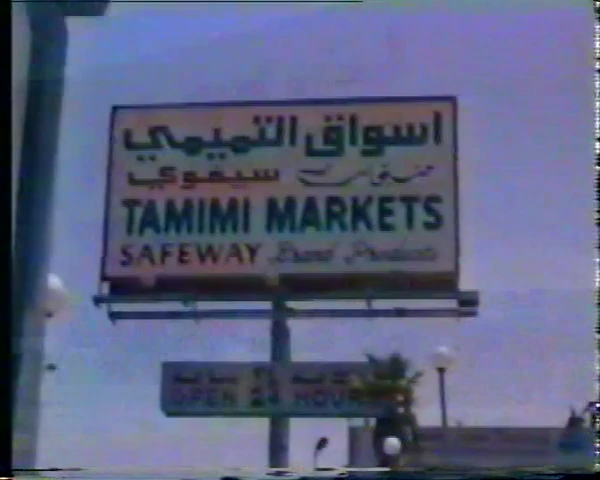 اسواق التميمي
منتجات سيفوي
TAMIMI MARKETS
SAFEWAY Brand Products
OPEN 24 HOURS